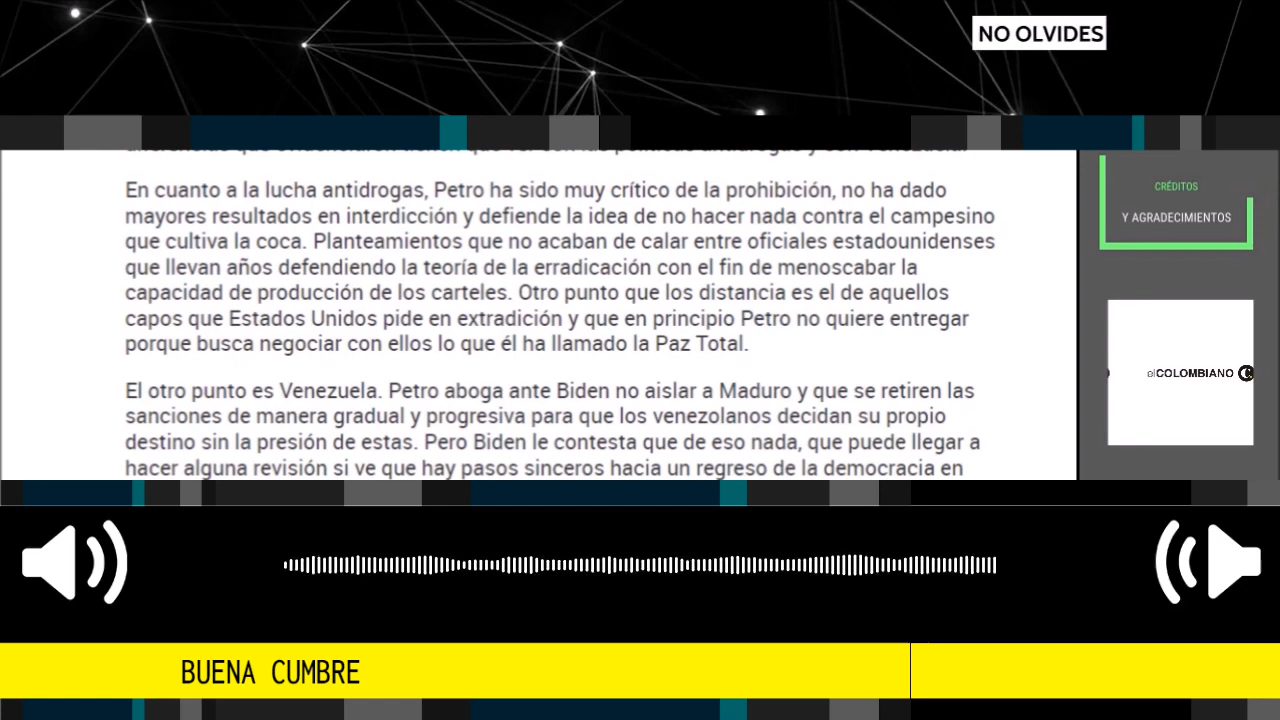 NO OLVIDES
En cuanto a la lucha antidrogas, Petro ha sido muy crítico de la prohibición, no ha dado
mayores resultados en interdicción y defiende la idea de no hacer nada contra el campesino
que cultiva la coca. Planteamientos que no acaban de calar entre oficiales estadounidenses
que llevan años defendiendo la teoría de la erradicación con el fin de menoscabar la
capacidad de producción de los carteles. Otro punto que los distancia es el de aquellos
capos que Estados Unidos pide en extradición y que en principio Petro no quiere entregar
porque busca negociar con ellos lo que él ha llamado la Paz Total.
El otro punto es Venezuela. Petro aboga ante Biden no aislar a Maduro y que se retiren las
sanciones de manera gradual y progresiva para que los venezolanos decidan su propio
destino sin la presión de estas. Pero Biden le contesta que de eso nada, que puede llegar a
hacer alguna revisión si ve que hay pasos sinceros hacia un regreso de la democracia en
CRÉDITOS
Y AGRADECIMIENTOS
elCOLOMBIANO
BUENA CUMBRE